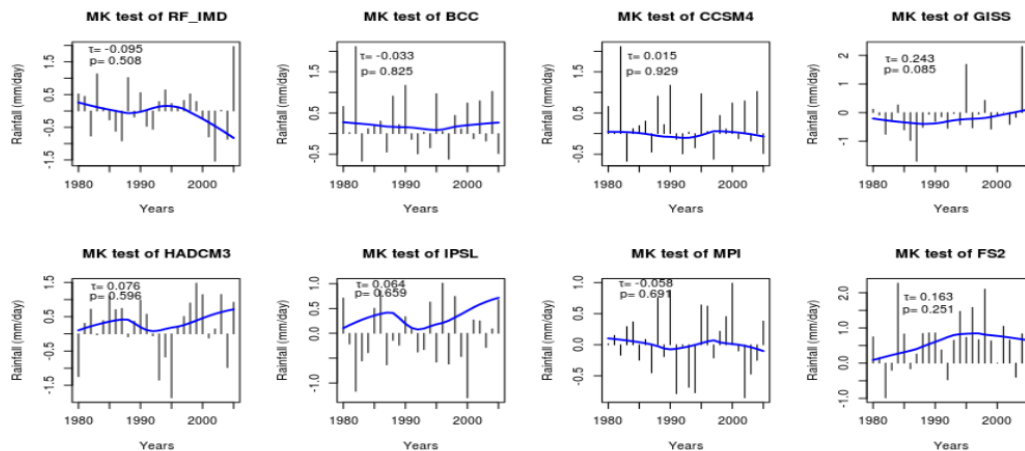 MK test of RF_IMD
τ= -0.095
p= 0.508
Rainfall (mm/day)
1.5
0.5
-0.5
-1.5
1980
1990
2000
Years
MK test of BCC
τ= -0.033
p= 0.825
Rainfall (mm/day)
1.5
0.5
-0.5
1980
1990
2000
Years
MK test of CCSM4
τ= 0.015
p= 0.929
Rainfall (mm/day)
1.5
0.5
-0.5
1980
1990
2000
Years
MK test of GISS
τ= 0.243
p= 0.085
Rainfall (mm/day)
2
1
0
-1
1980
1990
2000
Years
MK test of HADCM3
τ= 0.076
p= 0.596
Rainfall (mm/day)
1.5
0.5
-0.5
-1.5
1980
1990
2000
Years
MK test of IPSL
τ= 0.064
p= 0.659
Rainfall (mm/day)
1.0
0.0
-1.0
1980
1990
2000
Years
MK test of MPI
τ= -0.058
p= 0.691
Rainfall (mm/day)
1.0
0.5
0.0
-0.5
1980
1990
2000
Years
MK test of FS2
τ= 0.163
p= 0.251
Rainfall (mm/day)
2.0
1.0
0.0
-1.0
1980
1990
2000
Years